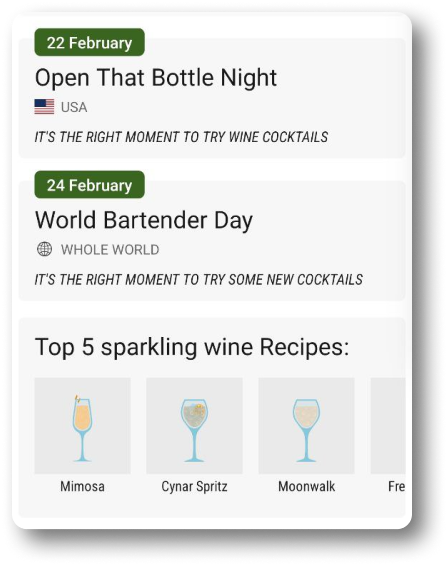 22 February
Open That Bottle Night
USA
IT'S THE RIGHT MOMENT TO TRY WINE COCKTAILS
24 February
World Bartender Day
WHOLE WORLD
IT'S THE RIGHT MOMENT TO TRY SOME NEW COCKTAILS
Top 5 sparkling wine Recipes:
Mimosa Cynar Spritz Moonwalk Fre